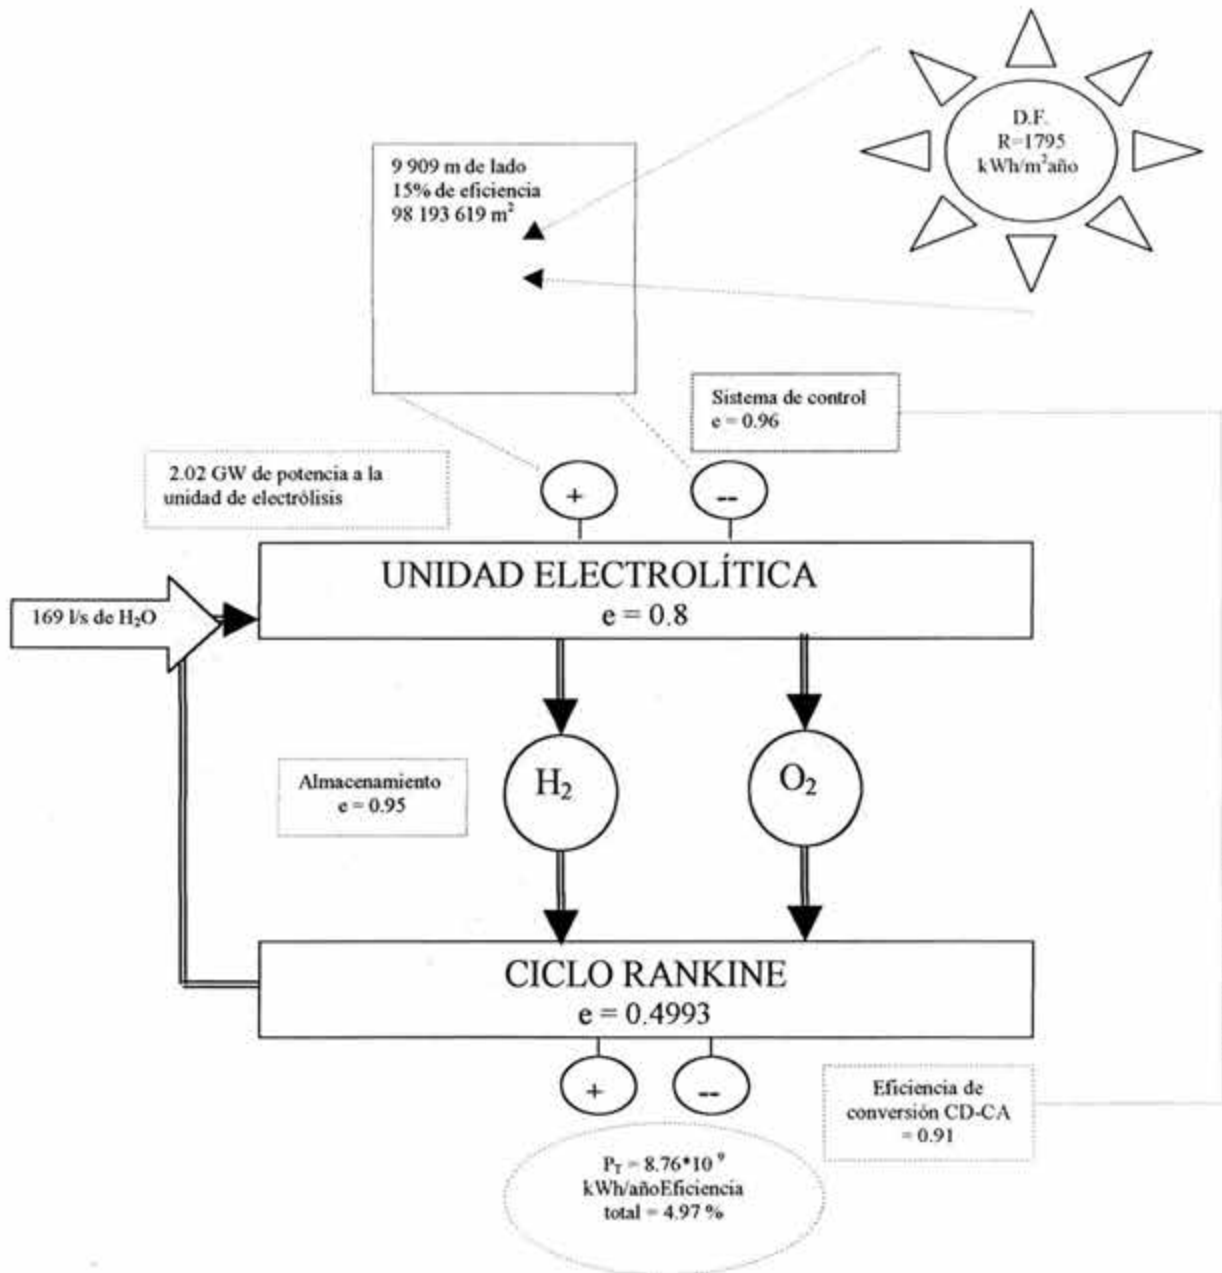 D.F.
R=1795
kWh/m²año
9 909 m de lado
15% de eficiencia
98 193 619 m²
Sistema de control
e = 0.96
2.02 GW de potencia a la
unidad de electrólisis
+
--
UNIDAD ELECTROLÍTICA
e = 0.8
169 l/s de H₂O
Almacenamiento
e = 0.95
H₂
O₂
CICLO RANKINE
e = 0.4993
+
--
Eficiencia de
conversión CD-CA
= 0.91
P_T = 8.76*10⁹
kWh/añoEficiencia
total = 4.97 %